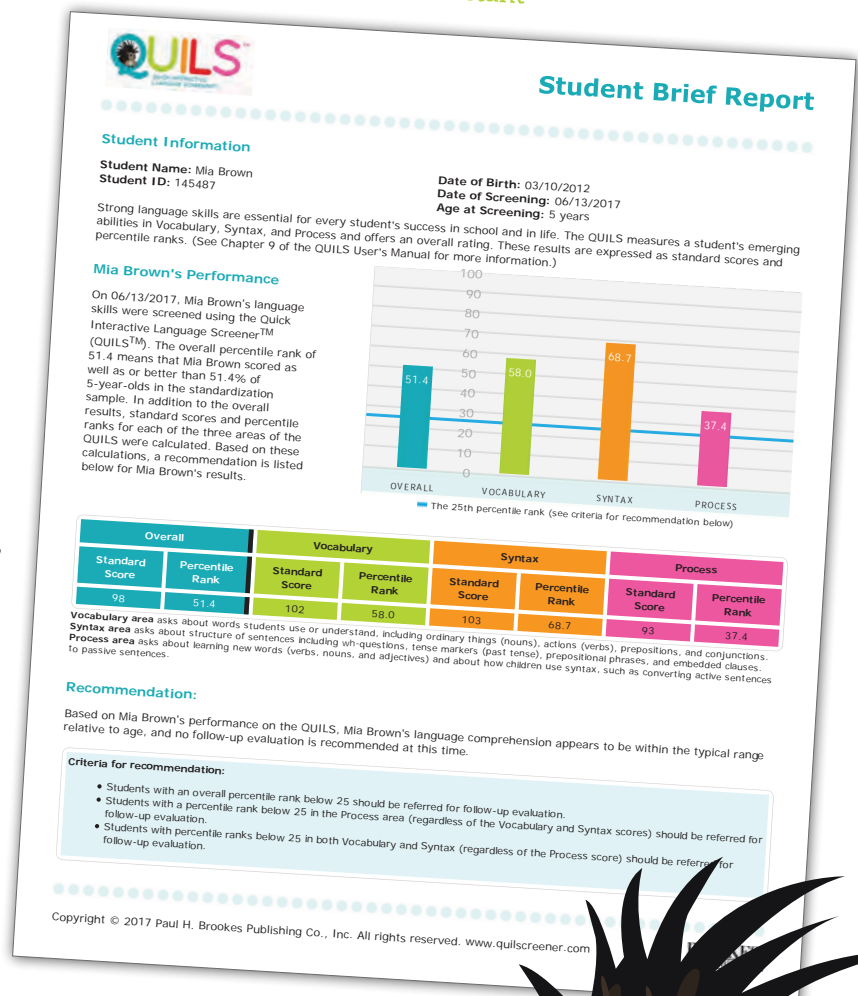 QUILS™
QUICK INTERACTIVE
LANGUAGE SCREENER™
Student Brief Report
Student Information
Student Name: Mia Brown
Student ID: 145487
Date of Birth: 03/10/2012
Date of Screening: 06/13/2017
Age at Screening: 5 years
Strong language skills are essential for every student's success in school and in life. The QUILS measures a student's emerging
abilities in Vocabulary, Syntax, and Process and offers an overall rating. These results are expressed as standard scores and
percentile ranks. (See Chapter 9 of the QUILS User's Manual for more information.)
Mia Brown's Performance
On 06/13/2017, Mia Brown's language
skills were screened using the Quick
Interactive Language Screener™
(QUILS™). The overall percentile rank of
51.4 means that Mia Brown scored as
well as or better than 51.4% of
5-year-olds in the standardization
sample. In addition to the overall
results, standard scores and percentile
ranks for each of the three areas of the
QUILS were calculated. Based on these
calculations, a recommendation is listed
below for Mia Brown's results.
100
90
80
70
60
50
40
30
20
10
0
51.4
58.0
68.7
37.4
OVERALL
VOCABULARY
SYNTAX
PROCESS
The 25th percentile rank (see criteria for recommendation below)
Overall Vocabulary Syntax Process
Standard Score Percentile Rank Standard Score Percentile Rank Standard Score Percentile Rank Standard Score Percentile Rank
98 51.4 102 58.0 103 68.7 93 37.4
Vocabulary area asks about words students use or understand, including ordinary things (nouns), actions (verbs), prepositions, and conjunctions.
Syntax area asks about structure of sentences including wh-questions, tense markers (past tense), prepositional phrases, and embedded clauses.
Process area asks about learning new words (verbs, nouns, and adjectives) and about how children use syntax, such as converting active sentences
to passive sentences.
Recommendation:
Based on Mia Brown's performance on the QUILS, Mia Brown's language comprehension appears to be within the typical range
relative to age, and no follow-up evaluation is recommended at this time.
Criteria for recommendation:
• Students with an overall percentile rank below 25 should be referred for follow-up evaluation.
• Students with a percentile rank below 25 in the Process area (regardless of the Vocabulary and Syntax scores) should be referred for
follow-up evaluation.
• Students with percentile ranks below 25 in both Vocabulary and Syntax (regardless of the Process score) should be referred for
follow-up evaluation.
Copyright © 2017 Paul H. Brookes Publishing Co., Inc. All rights reserved. www.quilscreener.com